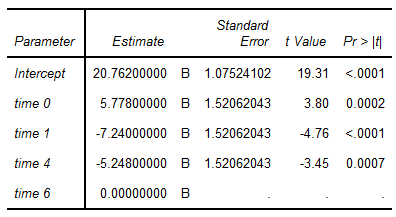 Parameter Estimate Standard Error t Value Pr > |t|
Intercept 20.76200000 B 1.07524102 19.31 <.0001
time 0 5.77800000 B 1.52062043 3.80 0.0002
time 1 -7.24000000 B 1.52062043 -4.76 <.0001
time 4 -5.24800000 B 1.52062043 -3.45 0.0007
time 6 0.00000000 B . . .